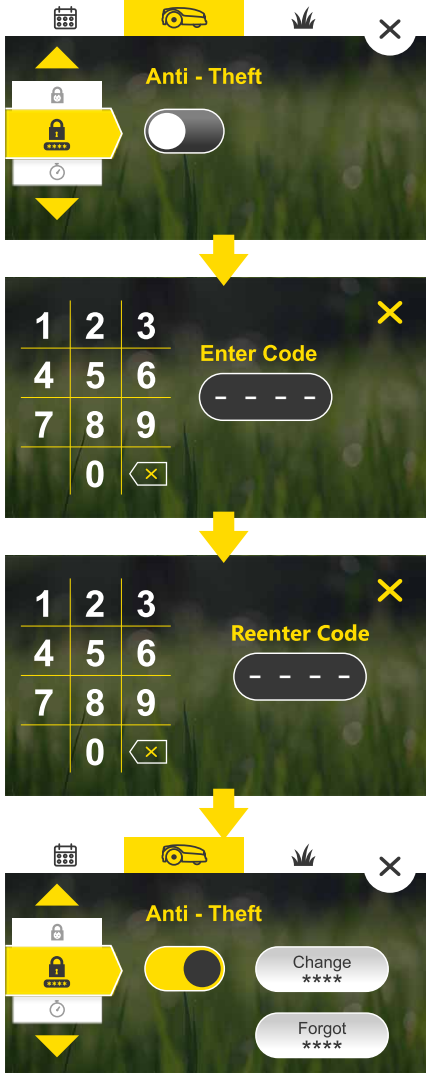 Anti - Theft
****
1 2 3
4 5 6
7 8 9
0
Enter Code
- - - -
1 2 3
4 5 6
7 8 9
0
Reenter Code
- - - -
Anti - Theft
****
Change
****
Forgot
****